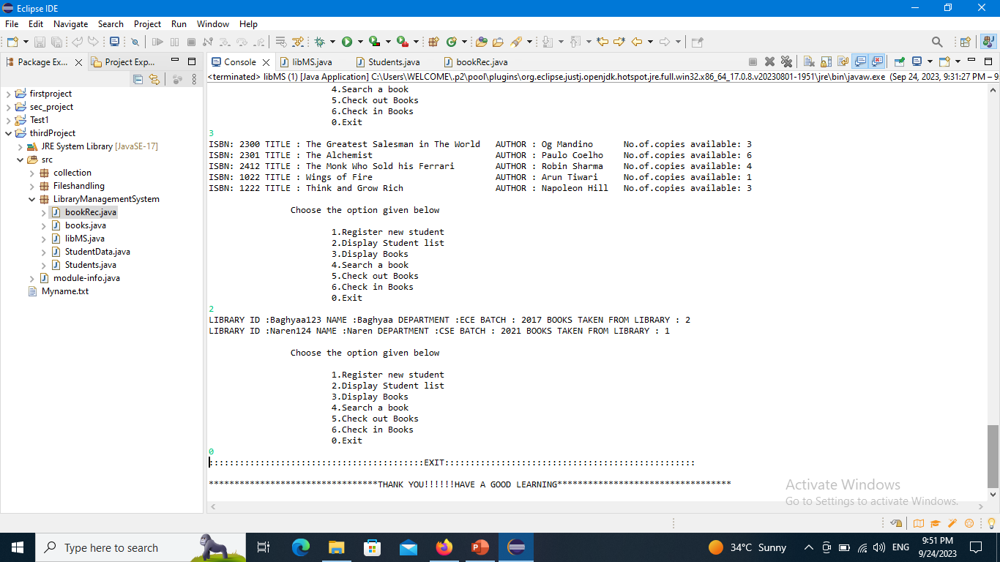 Eclipse IDE
File Edit Navigate Search Project Run Window Help
Package Ex... Project Exp...
Console libMS.java Students.java bookRec.java
<terminated> libMS (1) [Java Application] C:\Users\WELCOME\.p2\pool\plugins\org.eclipse.justj.openjdk.hotspot.jre.full.win32.x86_64_17.0.8.v20230801-1951\jre\bin\javaw.exe (Sep 24, 2023, 9:31:27 PM – 9
firstproject
sec_project
Test1
thirdProject
JRE System Library [JavaSE-17]
src
collection
Fileshandling
LibraryManagementSystem
bookRec.java
books.java
libMS.java
StudentData.java
Students.java
module-info.java
Myname.txt
4.Search a book
5.Check out Books
6.Check in Books
0.Exit
3
ISBN: 2300 TITLE : The Greatest Salesman in The World AUTHOR : Og Mandino No.of.copies available: 3
ISBN: 2301 TITLE : The Alchemist AUTHOR : Paulo Coelho No.of.copies available: 6
ISBN: 2412 TITLE : The Monk Who Sold his Ferrari AUTHOR : Robin Sharma No.of.copies available: 4
ISBN: 1022 TITLE : Wings of Fire AUTHOR : Arun Tiwari No.of.copies available: 1
ISBN: 1222 TITLE : Think and Grow Rich AUTHOR : Napoleon Hill No.of.copies available: 3
Choose the option given below
1.Register new student
2.Display Student list
3.Display Books
4.Search a book
5.Check out Books
6.Check in Books
0.Exit
2
LIBRARY ID :Baghyaa123 NAME :Baghyaa DEPARTMENT :ECE BATCH : 2017 BOOKS TAKEN FROM LIBRARY : 2
LIBRARY ID :Naren124 NAME :Naren DEPARTMENT :CSE BATCH : 2021 BOOKS TAKEN FROM LIBRARY : 1
Choose the option given below
1.Register new student
2.Display Student list
3.Display Books
4.Search a book
5.Check out Books
6.Check in Books
0.Exit
0
::::::::::::::::::::::::::::::::::::::::::EXIT:::::::::::::::::::::::::::::::::::::::::::::::::
*********************************THANK YOU!!!!!!HAVE A GOOD LEARNING**********************************
Activate Windows
Go to Settings to activate Windows.
Type here to search
34°C Sunny
ENG
9:51 PM
9/24/2023